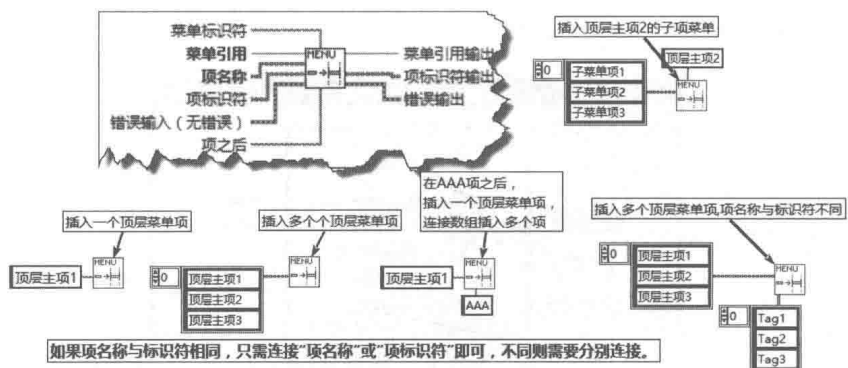 菜单标识符
菜单引用
项名称
项标识符
错误输入（无错误）
项之后
MENU
菜单引用输出
项标识符输出
错误输出
插入顶层主项2的子项菜单
顶层主项2
0
子菜单项1
子菜单项2
子菜单项3
MENU
插入一个顶层菜单项
顶层主项1
MENU
插入多个个顶层菜单项
0
顶层主项1
顶层主项2
顶层主项3
MENU
在AAA项之后，
插入一个顶层菜单项，
连接数组插入多个项
顶层主项1
MENU
AAA
插入多个顶层菜单项,项名称与标识符不同
0
顶层主项1
顶层主项2
顶层主项3
MENU
0
Tag1
Tag2
Tag3
如果项名称与标识符相同，只需连接"项名称"或"项标识符"即可，不同则需要分别连接。